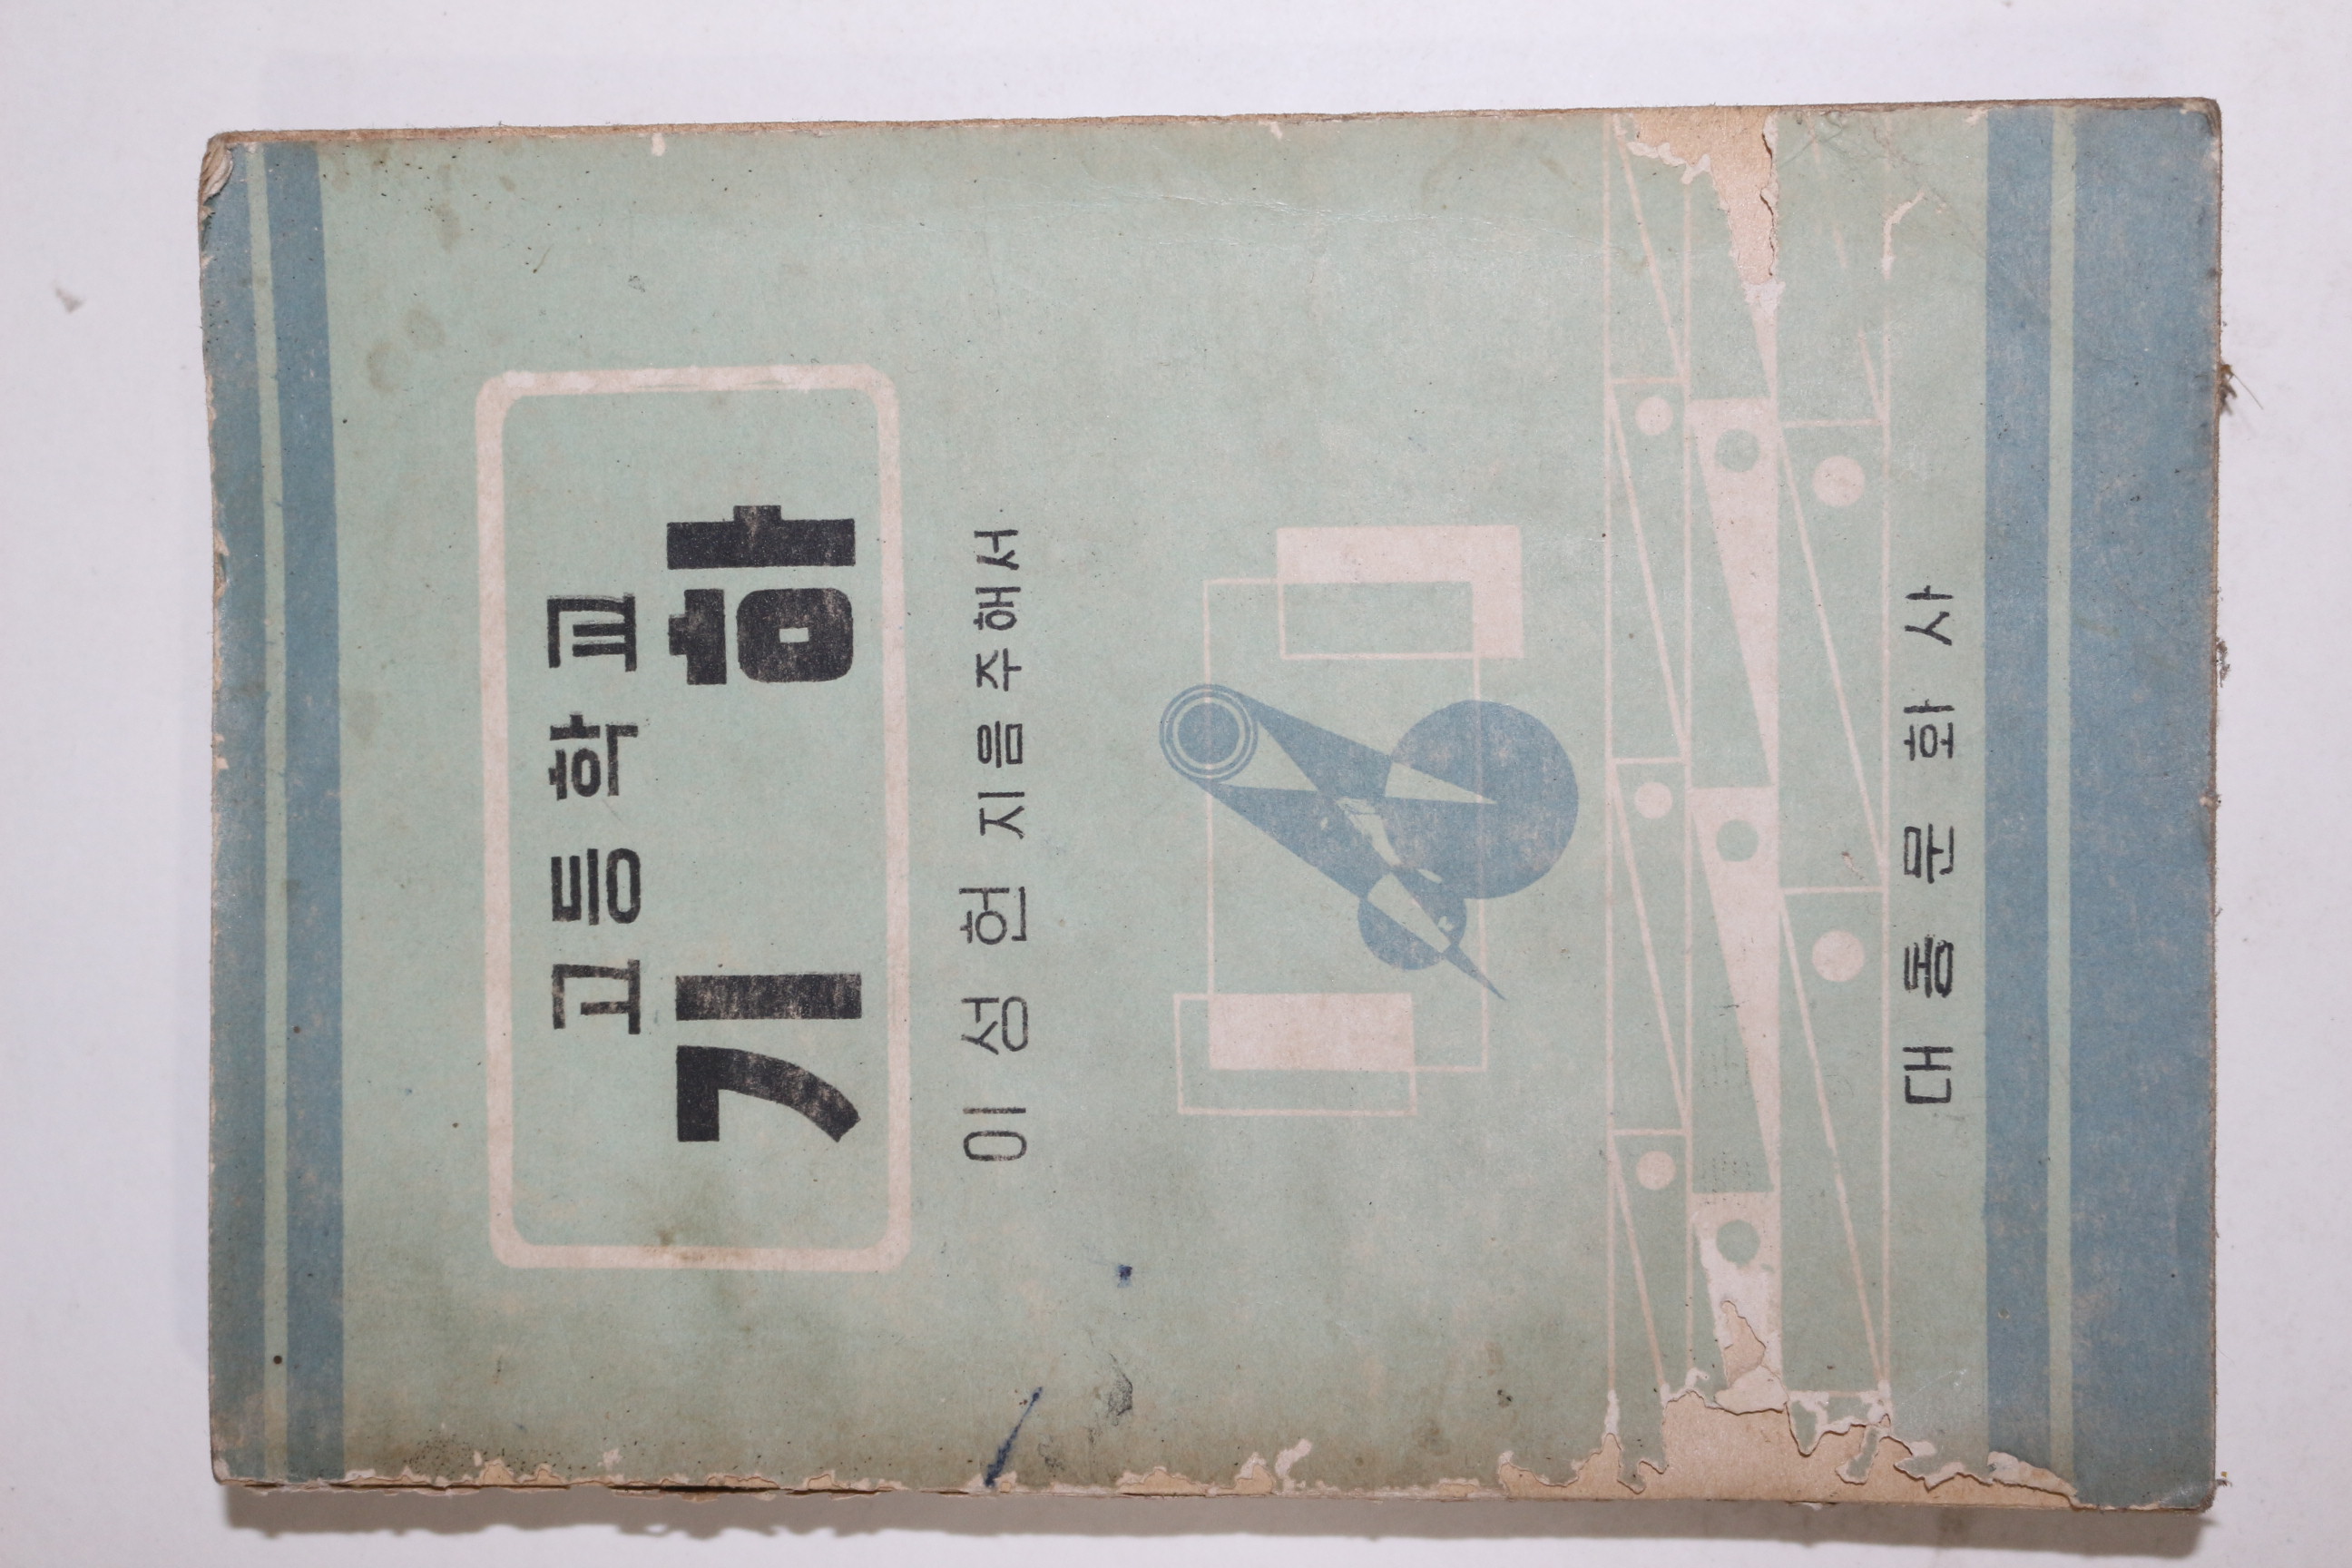 고등학교
기하
이성헌 지음 주해서
대동문화사